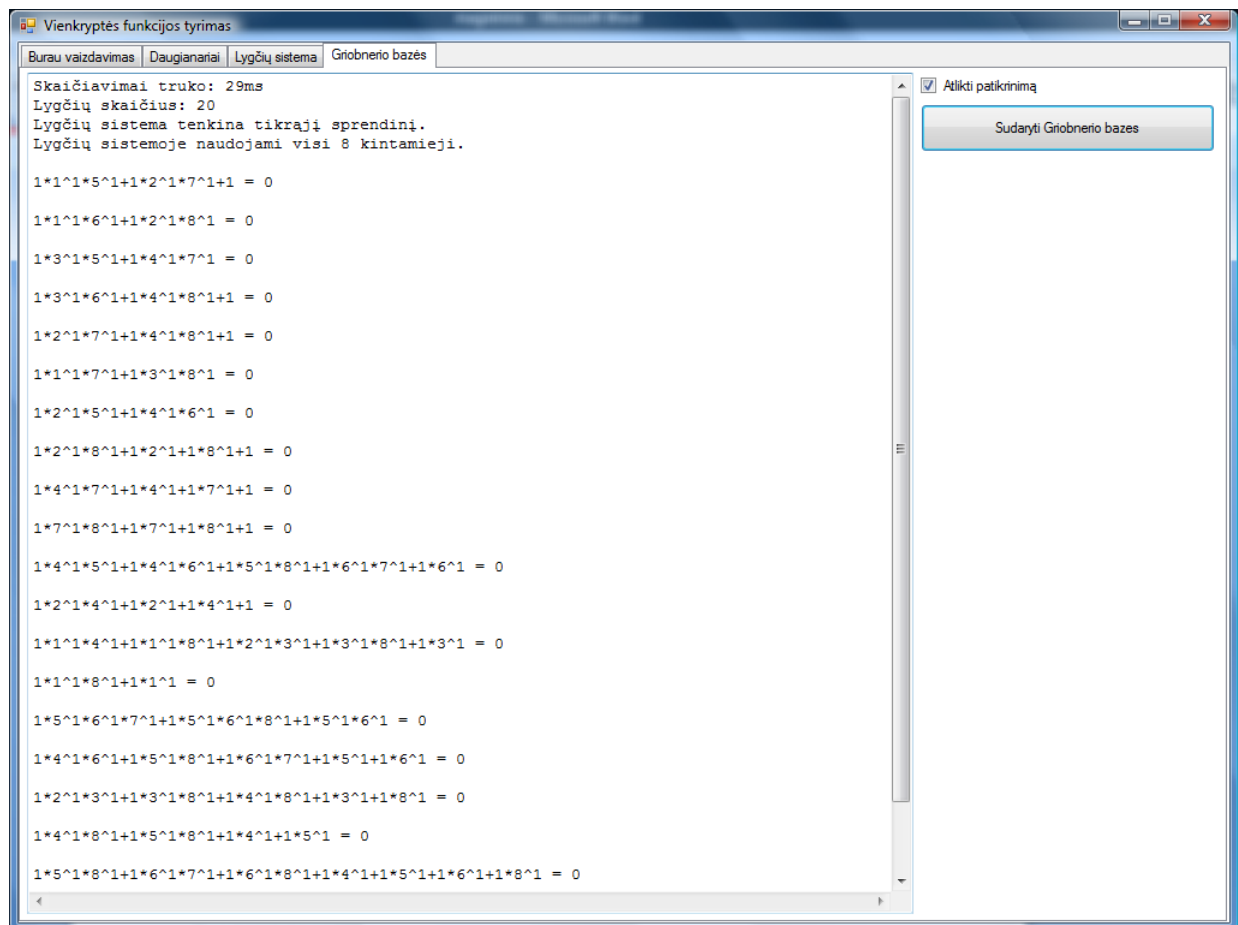 Vienkryptės funkcijos tyrimas
Burau vaizdavimas Daugianariai Lygčių sistema Griobnerio bazės
Skaičiavimai truko: 29ms
Lygčių skaičius: 20
Lygčių sistema tenkina tikrąjį sprendinį.
Lygčių sistemoje naudojami visi 8 kintamieji.
1*1^1*5^1+1*2^1*7^1+1 = 0
1*1^1*6^1+1*2^1*8^1 = 0
1*3^1*5^1+1*4^1*7^1 = 0
1*3^1*6^1+1*4^1*8^1+1 = 0
1*2^1*7^1+1*4^1*8^1+1 = 0
1*1^1*7^1+1*3^1*8^1 = 0
1*2^1*5^1+1*4^1*6^1 = 0
1*2^1*8^1+1*2^1+1*8^1+1 = 0
1*4^1*7^1+1*4^1+1*7^1+1 = 0
1*7^1*8^1+1*7^1+1*8^1+1 = 0
1*4^1*5^1+1*4^1*6^1+1*5^1*8^1+1*6^1*7^1+1*6^1 = 0
1*2^1*4^1+1*2^1+1*4^1+1 = 0
1*1^1*4^1+1*1^1*8^1+1*2^1*3^1+1*3^1*8^1+1*3^1 = 0
1*1^1*8^1+1*1^1 = 0
1*5^1*6^1*7^1+1*5^1*6^1*8^1+1*5^1*6^1 = 0
1*4^1*6^1+1*5^1*8^1+1*6^1*7^1+1*5^1+1*6^1 = 0
1*2^1*3^1+1*3^1*8^1+1*4^1*8^1+1*3^1+1*8^1 = 0
1*4^1*8^1+1*5^1*8^1+1*4^1+1*5^1 = 0
1*5^1*8^1+1*6^1*7^1+1*6^1*8^1+1*4^1+1*5^1+1*6^1+1*8^1 = 0
Atlikti patikrinimą
Sudaryti Griobnerio bazes